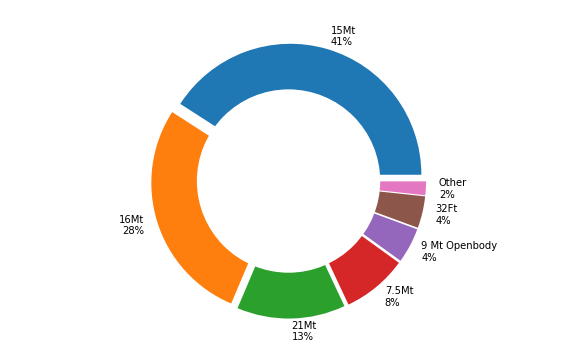 15Mt
41%
16Mt
28%
21Mt
13%
7.5Mt
8%
9 Mt Openbody
4%
32Ft
4%
Other
2%